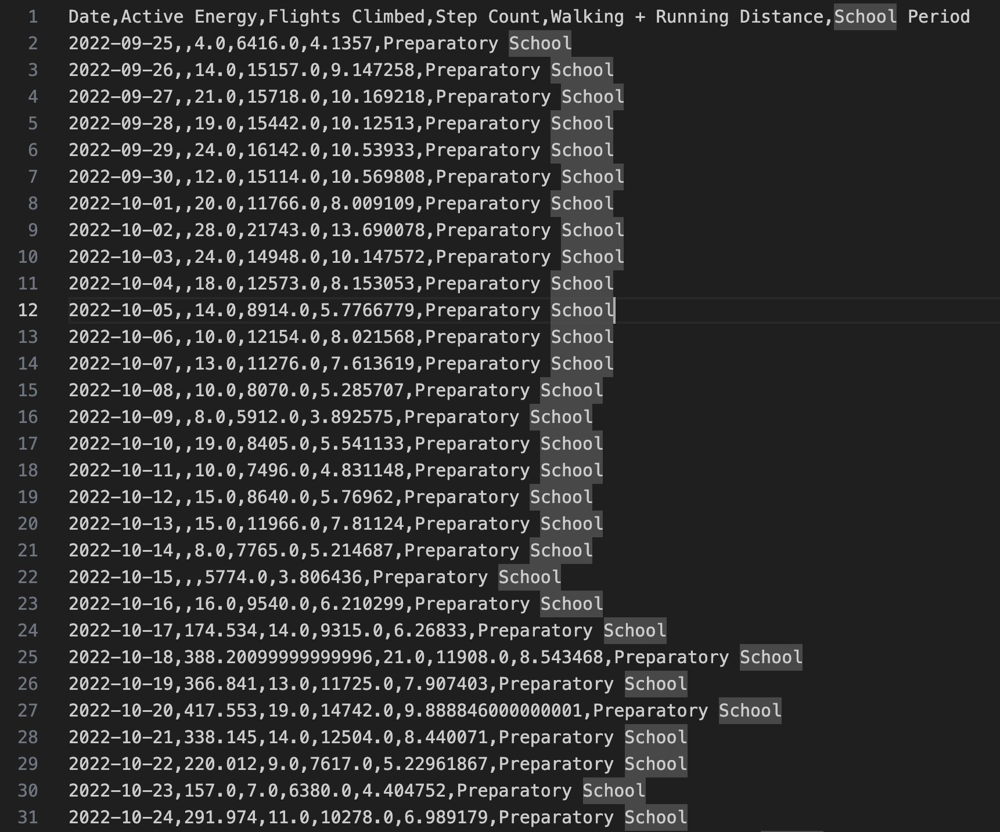 1 Date,Active Energy,Flights Climbed,Step Count,Walking + Running Distance,School Period
2 2022-09-25,,4.0,6416.0,4.1357,Preparatory School
3 2022-09-26,,14.0,15157.0,9.147258,Preparatory School
4 2022-09-27,,21.0,15718.0,10.169218,Preparatory School
5 2022-09-28,,19.0,15442.0,10.12513,Preparatory School
6 2022-09-29,,24.0,16142.0,10.53933,Preparatory School
7 2022-09-30,,12.0,15114.0,10.569808,Preparatory School
8 2022-10-01,,20.0,11766.0,8.009109,Preparatory School
9 2022-10-02,,28.0,21743.0,13.690078,Preparatory School
10 2022-10-03,,24.0,14948.0,10.147572,Preparatory School
11 2022-10-04,,18.0,12573.0,8.153053,Preparatory School
12 2022-10-05,,14.0,8914.0,5.7766779,Preparatory School
13 2022-10-06,,10.0,12154.0,8.021568,Preparatory School
14 2022-10-07,,13.0,11276.0,7.613619,Preparatory School
15 2022-10-08,,10.0,8070.0,5.285707,Preparatory School
16 2022-10-09,,8.0,5912.0,3.892575,Preparatory School
17 2022-10-10,,19.0,8405.0,5.541133,Preparatory School
18 2022-10-11,,10.0,7496.0,4.831148,Preparatory School
19 2022-10-12,,15.0,8640.0,5.76962,Preparatory School
20 2022-10-13,,15.0,11966.0,7.81124,Preparatory School
21 2022-10-14,,8.0,7765.0,5.214687,Preparatory School
22 2022-10-15,,,5774.0,3.806436,Preparatory School
23 2022-10-16,,16.0,9540.0,6.210299,Preparatory School
24 2022-10-17,174.534,14.0,9315.0,6.26833,Preparatory School
25 2022-10-18,388.20099999999996,21.0,11908.0,8.543468,Preparatory School
26 2022-10-19,366.841,13.0,11725.0,7.907403,Preparatory School
27 2022-10-20,417.553,19.0,14742.0,9.888846000000001,Preparatory School
28 2022-10-21,338.145,14.0,12504.0,8.440071,Preparatory School
29 2022-10-22,220.012,9.0,7617.0,5.22961867,Preparatory School
30 2022-10-23,157.0,7.0,6380.0,4.404752,Preparatory School
31 2022-10-24,291.974,11.0,10278.0,6.989179,Preparatory School